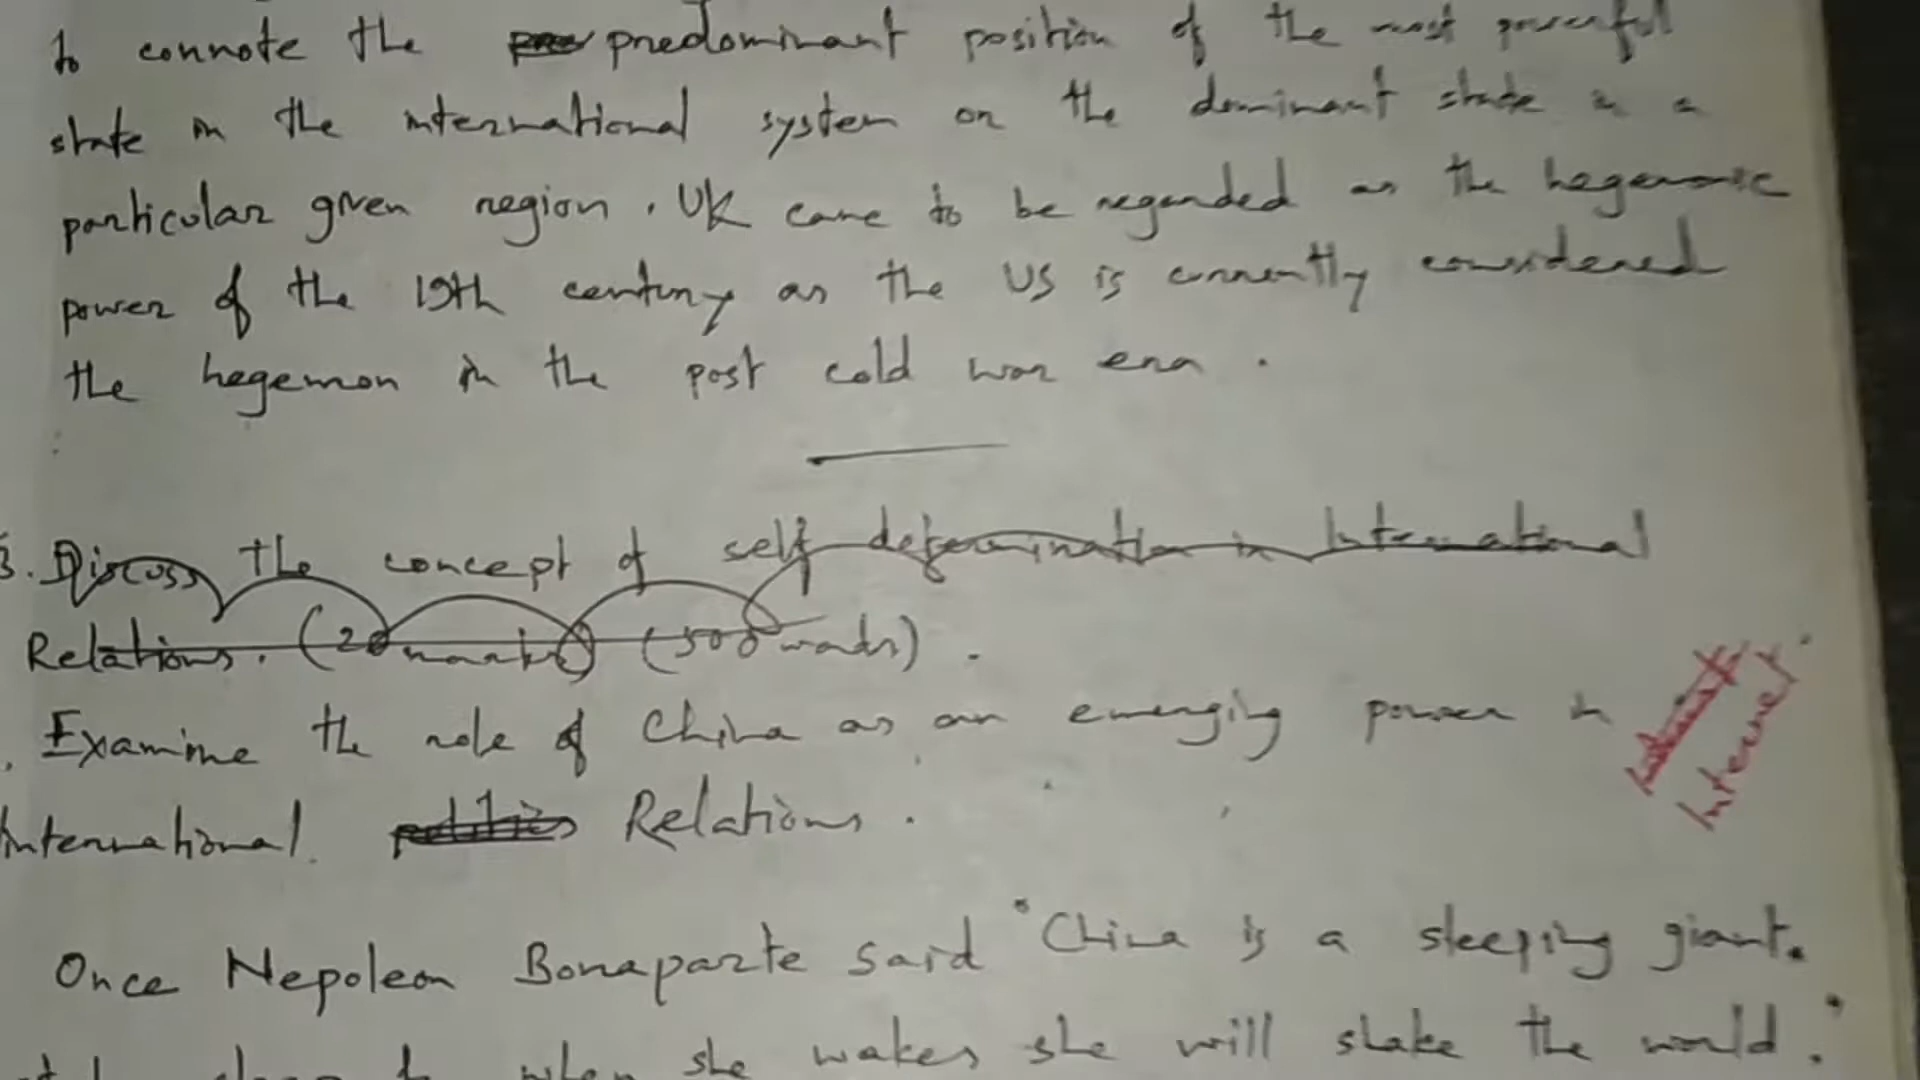 to connote the predominant position of the most powerful
state in the international system or the dominant state in a
particular given region. UK came to be regarded as the hegemonic
power of the 19th century as the US is currently considered
the hegemon in the post cold war era.
3. Discuss the concept of self determination in International
Relations. (20 marks) (500 words).
Examine the role of China as an emerging power in
International politics Relations.
Internet
Once Nepoleon Bonaparte said "China is a sleeping giant.
when she wakes she will shake the world."